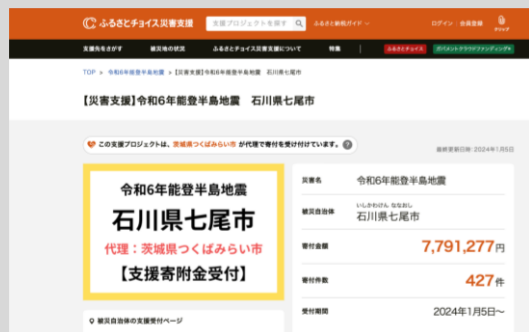 ふるさとチョイス災害支援
支援プロジェクトを探す
ふるさと納税ガイド
ログイン
会員登録
支援先をさがす
被災地の状況
ふるさとチョイス災害支援について
特集
ふるさとチョイス
ガバメントクラウドファンディング
TOP > 令和6年能登半島地震 > 【災害支援】令和6年能登半島地震 石川県七尾市
【災害支援】令和6年能登半島地震 石川県七尾市
この支援プロジェクトは、茨城県つくばみらい市 が代理で寄付を受け付けています。 ?
最終更新日時:2024年1月5日
令和6年能登半島地震
石川県七尾市
代理:茨城県つくばみらい市
【支援寄附金受付】
被災自治体の支援受付ページ
災害名 令和6年能登半島地震
いしかわけん ななおし
被災自治体 石川県七尾市
寄付金額 7,791,277円
寄付件数 427件
受付期間 2024年1月5日〜